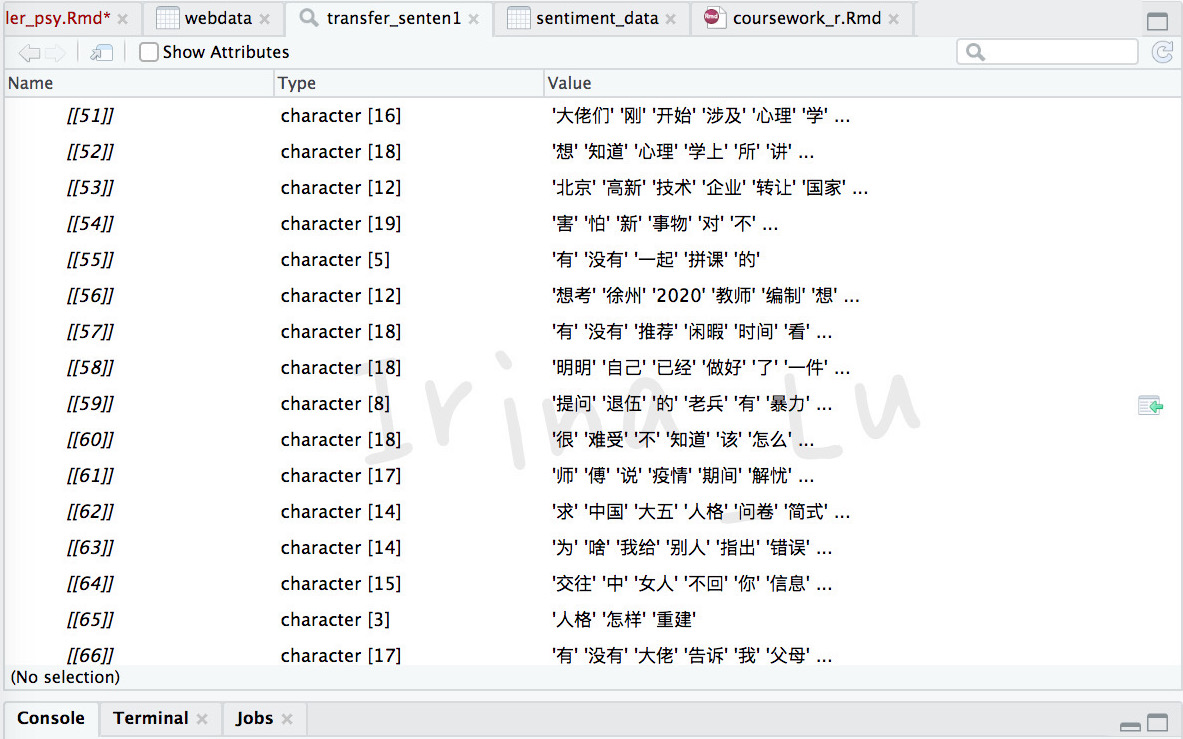 ler_psy.Rmd* webdata transfer_senten1 sentiment_data coursework_r.Rmd
Show Attributes
Name Type Value
[[51]] character [16] '大佬们' '刚' '开始' '涉及' '心理' '学' ...
[[52]] character [18] '想' '知道' '心理' '学上' '所' '讲' ...
[[53]] character [12] '北京' '高新' '技术' '企业' '转让' '国家' ...
[[54]] character [19] '害' '怕' '新' '事物' '对' '不' ...
[[55]] character [5] '有' '没有' '一起' '拼课' '的'
[[56]] character [12] '想考' '徐州' '2020' '教师' '编制' '想' ...
[[57]] character [18] '有' '没有' '推荐' '闲暇' '时间' '看' ...
[[58]] character [18] '明明' '自己' '已经' '做好' '了' '一件' ...
[[59]] character [8] '提问' '退伍' '的' '老兵' '有' '暴力' ...
[[60]] character [18] '很' '难受' '不' '知道' '该' '怎么' ...
[[61]] character [17] '师' '傅' '说' '疫情' '期间' '解忧' ...
[[62]] character [14] '求' '中国' '大五' '人格' '问卷' '简式' ...
[[63]] character [14] '为' '啥' '我给' '别人' '指出' '错误' ...
[[64]] character [15] '交往' '中' '女人' '不回' '你' '信息' ...
[[65]] character [3] '人格' '怎样' '重建'
[[66]] character [17] '有' '没有' '大佬' '告诉' '我' '父母' ...
(No selection)
Console Terminal Jobs
Irina_Lu